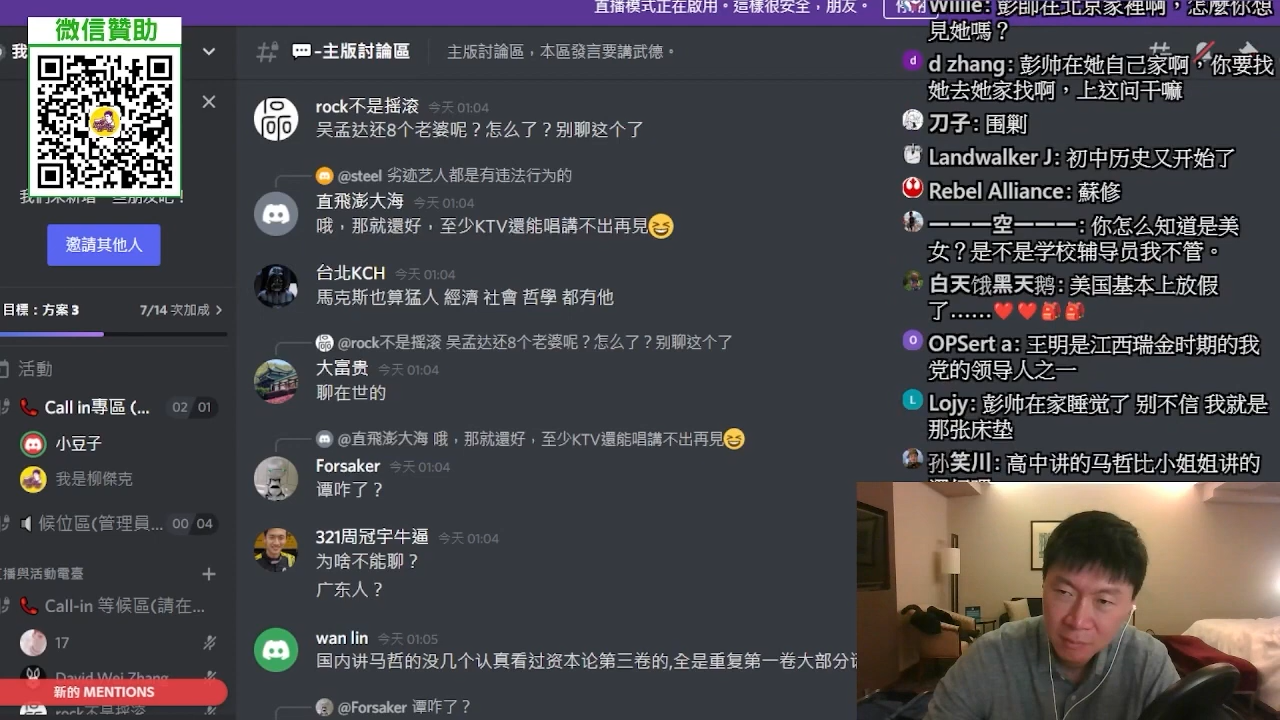 直播模式正在啟用。這樣很安全，朋友。
微信贊助
邀請其他人
目標：方案 3
7/14 次加成
活動
Call in專區 (...
02 01
小豆子
我是柳傑克
候位區(管理員...
00 04
播與活動電臺
Call-in 等候區(請在...
17
David Wei Zhang
新的 MENTIONS
rock不是摇滚
-主版討論區
主版討論區，本區發言要講武德。
rock不是摇滚 今天 01:04
吴孟达还8个老婆呢？怎么了？别聊这个了
@steel 劣迹艺人都是有违法行为的
直飛澎大海 今天 01:04
哦，那就還好，至少KTV還能唱講不出再見😆
台北KCH 今天 01:04
馬克斯也算猛人 經濟 社會 哲學 都有他
@rock不是摇滚 吴孟达还8个老婆呢？怎么了？别聊这个了
大富贵 今天 01:04
聊在世的
@直飛澎大海 哦，那就還好，至少KTV還能唱講不出再見😆
Forsaker 今天 01:04
谭咋了？
321周冠宇牛逼 今天 01:04
为啥不能聊？
广东人？
wan lin 今天 01:05
国内讲马哲的没几个认真看过资本论第三卷的,全是重复第一卷大部分
@Forsaker 谭咋了？
Willie: 彭帥在北京家裡啊，怎麼你想
見她嗎？
d zhang: 彭帅在她自己家啊，你要找
她去她家找啊，上这问干嘛
刀子: 围剿
Landwalker J: 初中历史又开始了
Rebel Alliance: 蘇修
一一一空一一一: 你怎么知道是美
女？是不是学校辅导员我不管。
白天饿黑天鹅: 美国基本上放假
了......❤️❤️🎒🎒
OPSert a: 王明是江西瑞金时期的我
党的领导人之一
Lojy: 彭帅在家睡觉了 别不信 我就是
那张床垫
孙笑川: 高中讲的马哲比小姐姐讲的